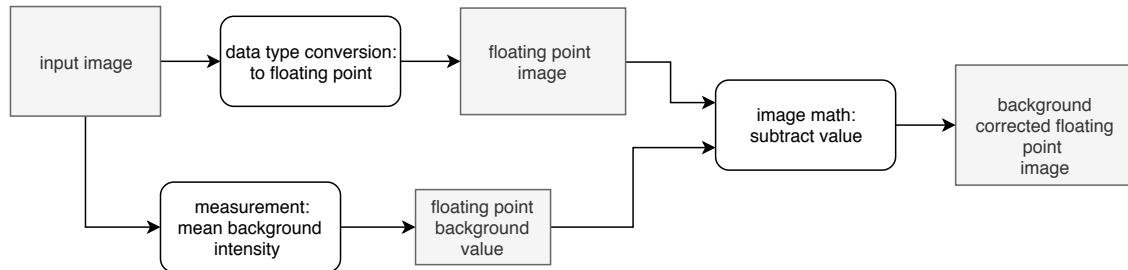 input image
data type conversion:
to floating point
floating point
image
image math:
subtract value
background
corrected floating
point
image
measurement:
mean background
intensity
floating point
background
value